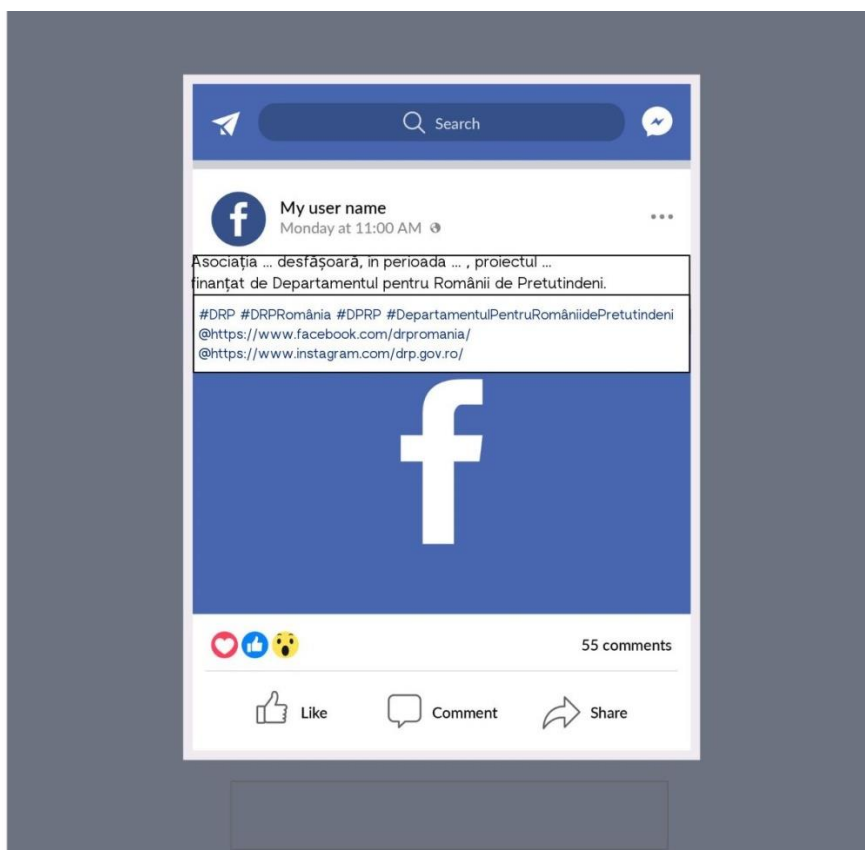 Search
f
My user name
Monday at 11:00 AM
Asociația ... desfășoară, în perioada ... , proiectul ...
finanțat de Departamentul pentru Românii de Pretutindeni.
#DRP #DRPRomânia #DPRP #DepartamentulPentruRomâniidePretutindeni
@https://www.facebook.com/drpromania/
@https://www.instagram.com/drp.gov.ro/
f
55 comments
Like Comment Share